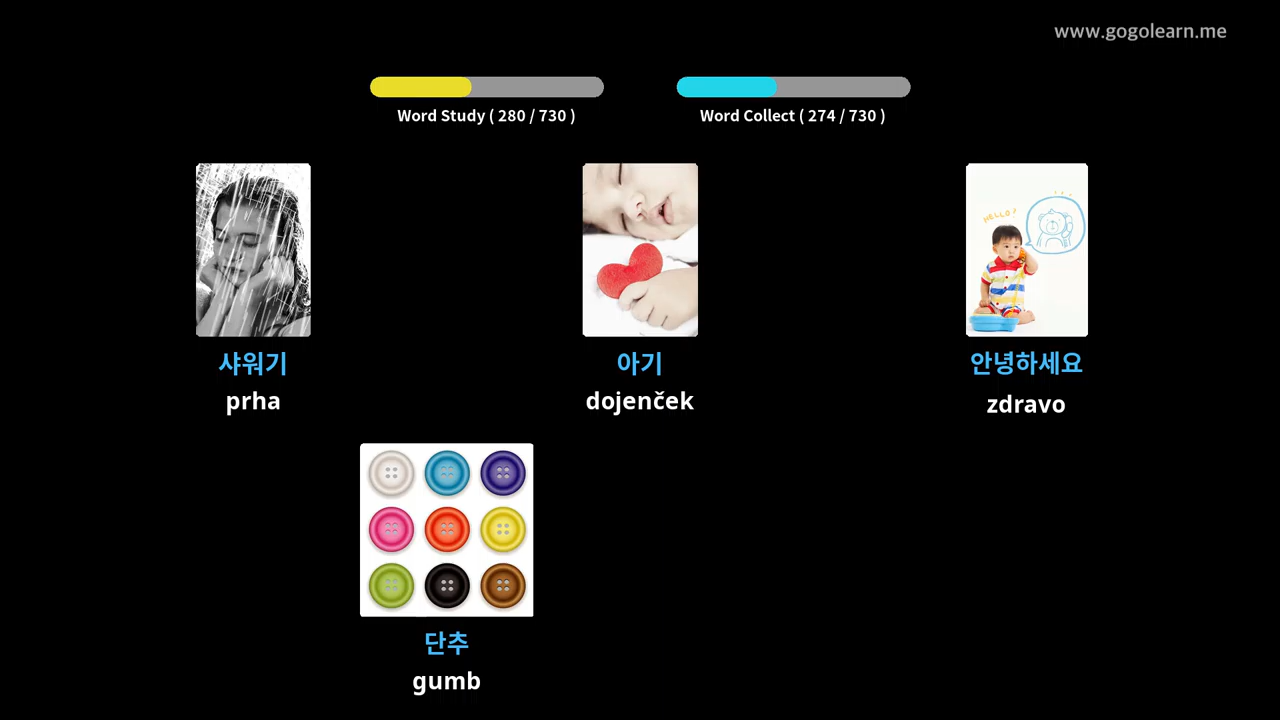 www.gogolearn.me
Word Study ( 280 / 730 )
Word Collect ( 274 / 730 )
HELLO?
샤워기
prha
아기
dojenček
안녕하세요
zdravo
단추
gumb